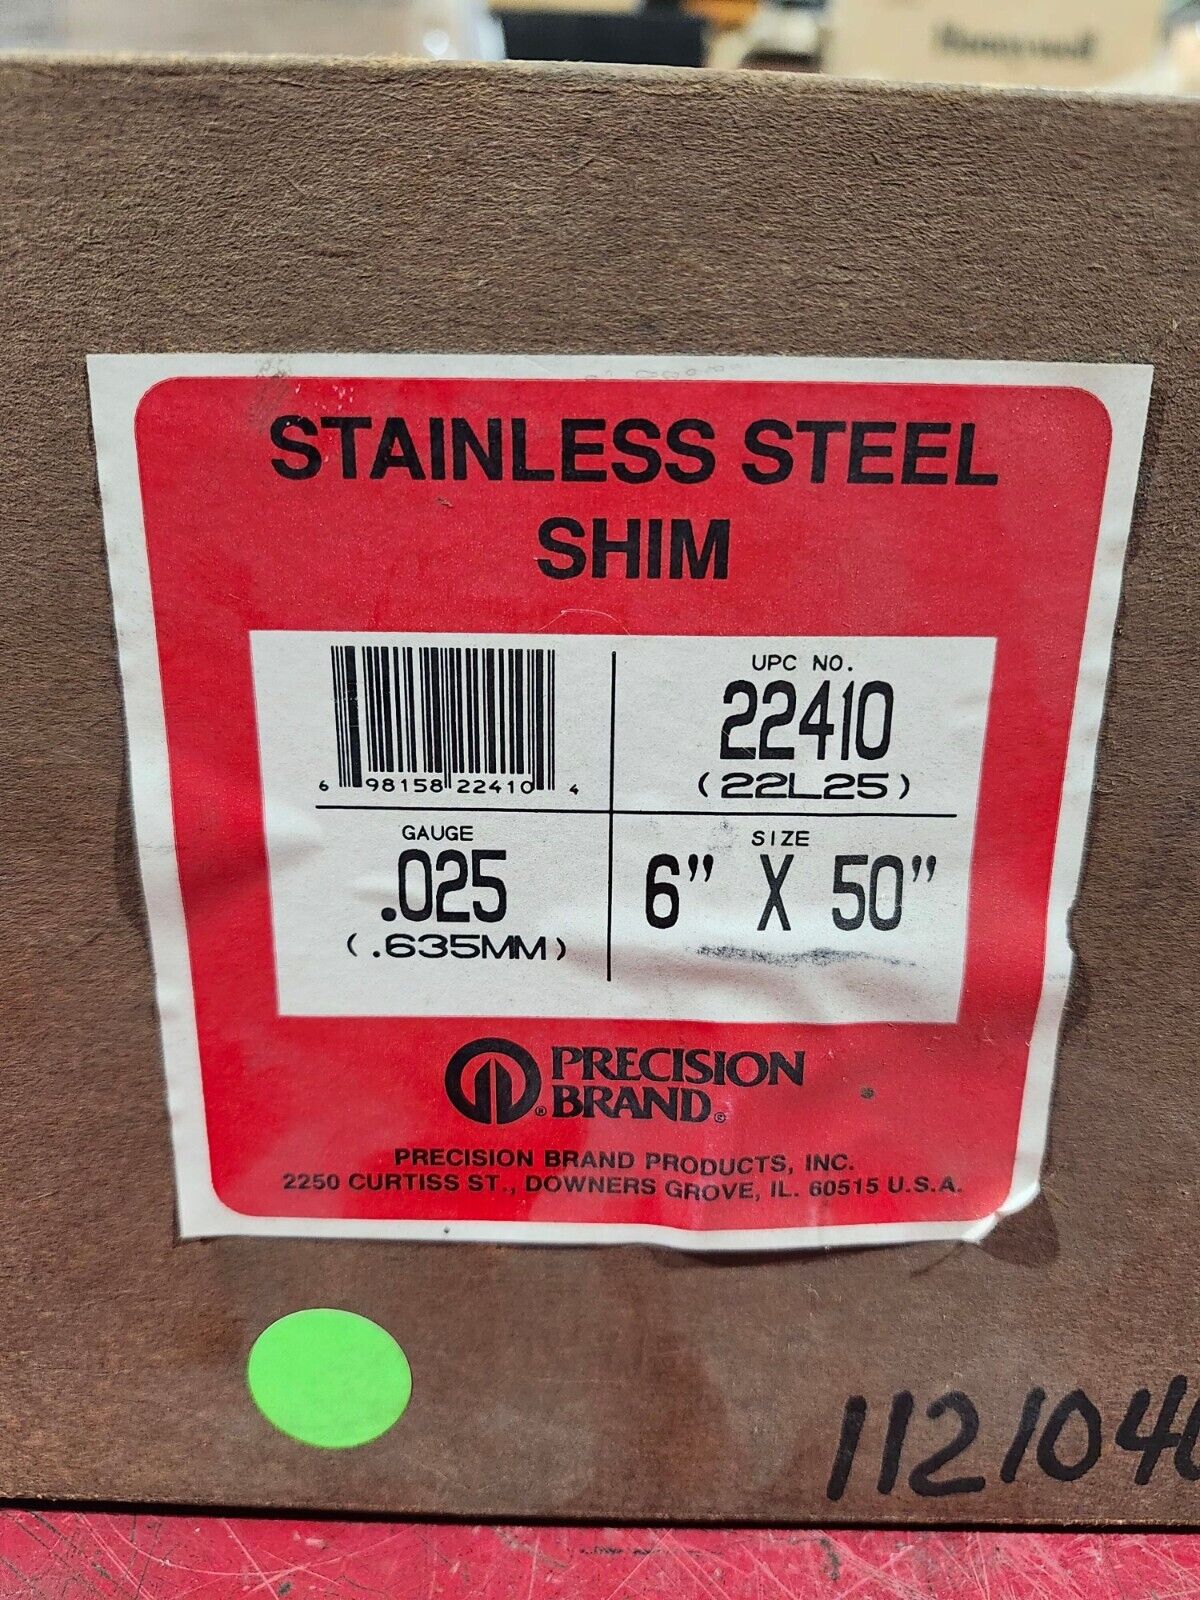 Honeywell
STAINLESS STEEL
SHIM
6 98158 22410 4
UPC NO.
22410
(22L25)
GAUGE
.025
(.635MM)
SIZE
6" X 50"
PRECISION
BRAND
PRECISION BRAND PRODUCTS, INC.
2250 CURTISS ST., DOWNERS GROVE, IL. 60515 U.S.A.
112104